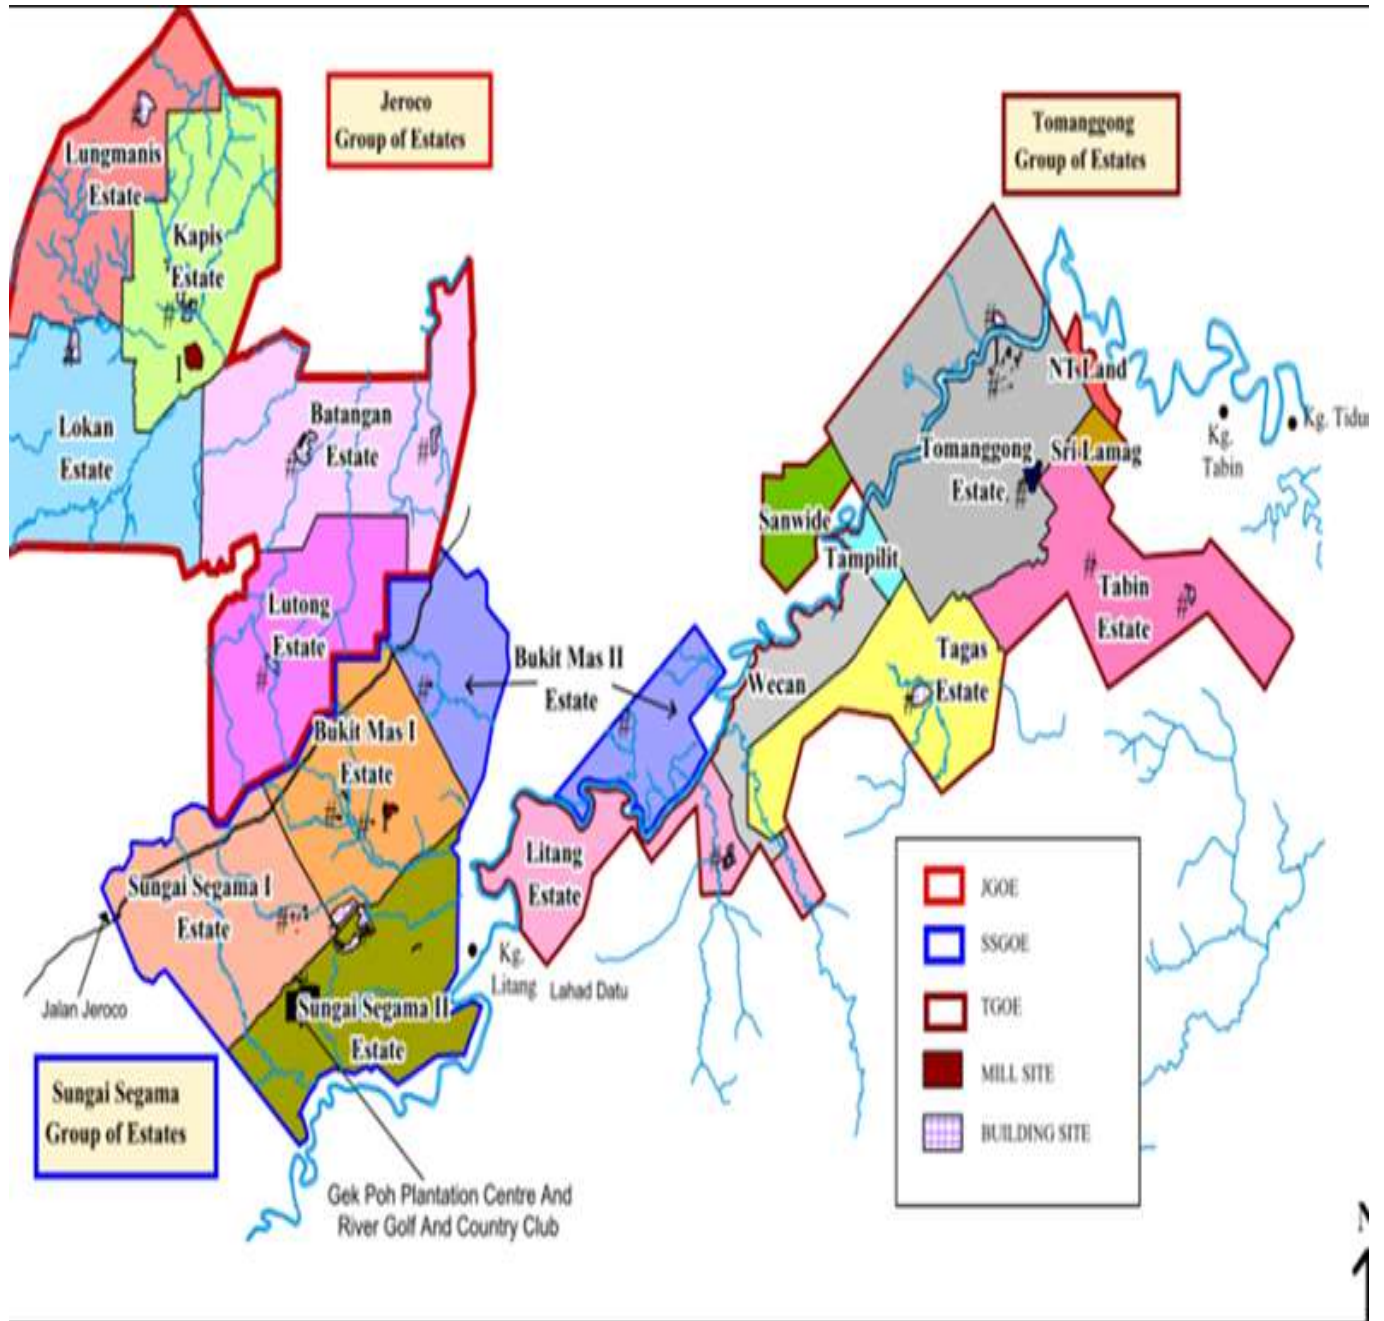 Jeroco
Group of Estates
Tomanggong
Group of Estates
Lungmanis
Estate
Kapis
Estate
Lokan
Estate
Batangan
Estate
Lutong
Estate
NT Land
Kg.
Tabin
Tomanggong
Estate
Sri Lamag
Sanwide
Tampilit
Tabin
Estate
Bukit Mas II
Estate
Wecan
Tagas
Estate
Bukit Mas I
Estate
Litang
Estate
Sungai Segama I
Estate
Jalan Jeroco
Kg.
Litang
Lahad Datu
Sungai Segama II
Estate
Sungai Segama
Group of Estates
Gek Poh Plantation Centre And
River Golf And Country Club
JGOE
SSGOE
TGOE
MILL SITE
BUILDING SITE